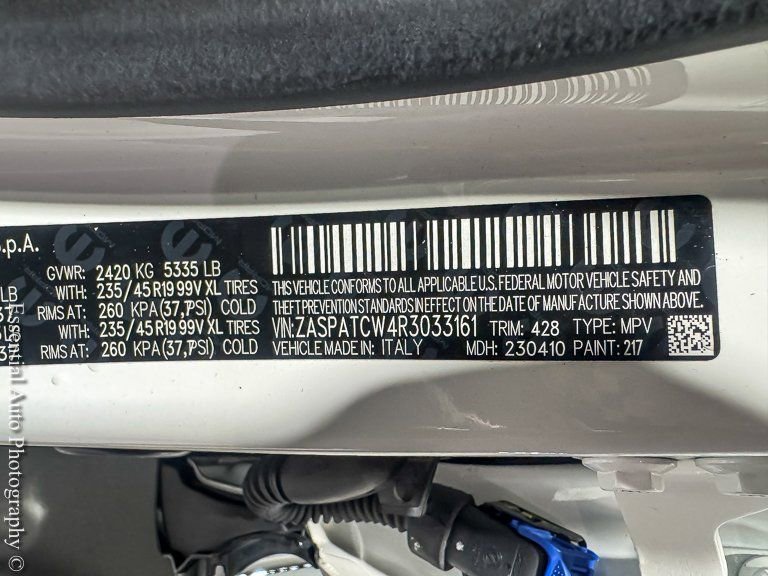 S.p.A.
GVWR: 2420 KG 5335 LB
LB WITH: 235/45R19 99V XL TIRES
RIMS AT: 260 KPA(37,7PSI) COLD
WITH: 235/45R19 99V XL TIRES
RIMS AT: 260 KPA(37,7PSI) COLD
THIS VEHICLE CONFORMS TO ALL APPLICABLE U.S. FEDERAL MOTOR VEHICLE SAFETY AND
THEFT PREVENTION STANDARDS IN EFFECT ON THE DATE OF MANUFACTURE SHOWN ABOVE.
VIN:ZASPATCW4R3033161 TRIM: 428 TYPE: MPV
VEHICLE MADE IN: ITALY MDH: 230410 PAINT: 217
Essential Auto Photography ©